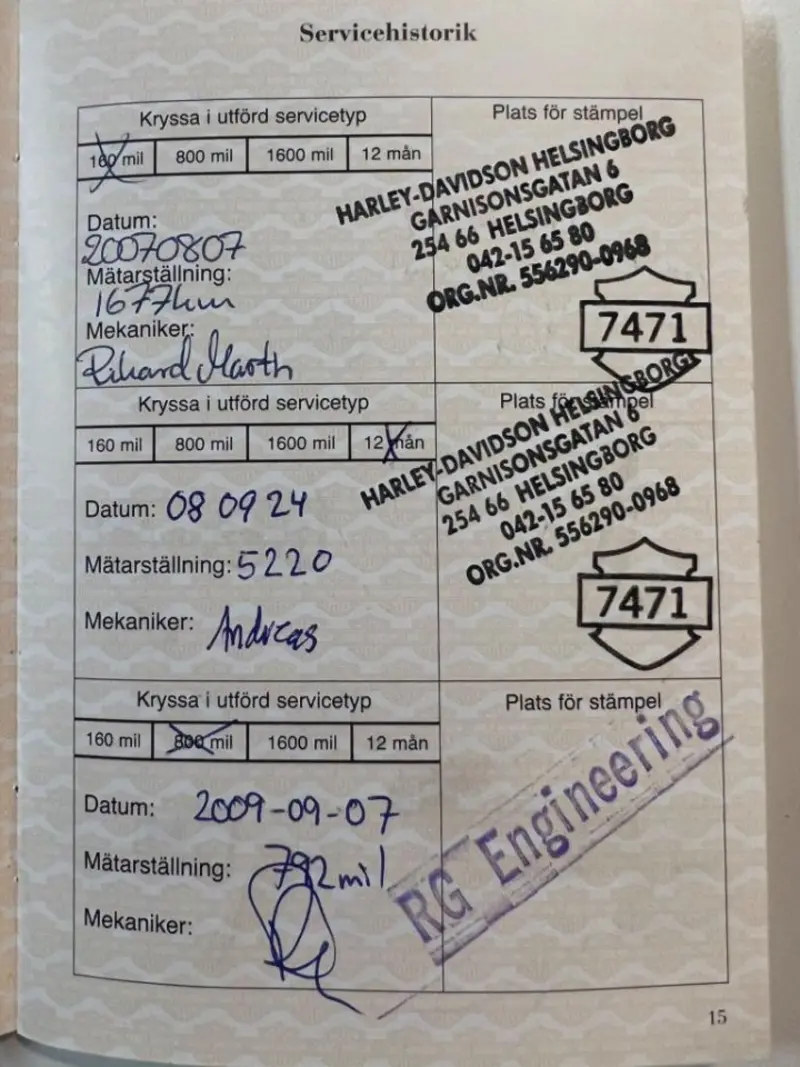 Servicehistorik
Kryssa i utförd servicetyp
Plats för stämpel
160 mil 800 mil 1600 mil 12 mån
HARLEY-DAVIDSON HELSINGBORG
GARNISONSGATAN 6
254 66 HELSINGBORG
042-15 65 80
ORG.NR. 556290-0968
7471
Datum:
20070807
Mätarställning:
1677km
Mekaniker:
Rikard Marth
Kryssa i utförd servicetyp
Plats för stämpel
160 mil 800 mil 1600 mil 12 mån
HARLEY-DAVIDSON HELSINGBORG
GARNISONSGATAN 6
254 66 HELSINGBORG
042-15 65 80
ORG.NR. 556290-0968
7471
Datum: 08 09 24
Mätarställning: 5220
Mekaniker: Andreas
Kryssa i utförd servicetyp
Plats för stämpel
160 mil 800 mil 1600 mil 12 mån
RG Engineering
Datum: 2009-09-07
Mätarställning: 792 mil
Mekaniker:
15